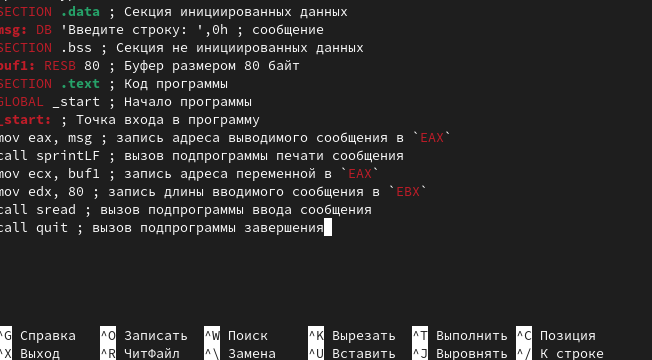 SECTION .data ; Секция инициированных данных
msg: DB 'Введите строку: ',0h ; сообщение
SECTION .bss ; Секция не инициированных данных
buf1: RESB 80 ; Буфер размером 80 байт
SECTION .text ; Код программы
GLOBAL _start ; Начало программы
_start: ; Точка входа в программу
mov eax, msg ; запись адреса выводимого сообщения в `EAX`
call sprintLF ; вызов подпрограммы печати сообщения
mov ecx, buf1 ; запись адреса переменной в `EAX`
mov edx, 80 ; запись длины вводимого сообщения в `EBX`
call sread ; вызов подпрограммы ввода сообщения
call quit ; вызов подпрограммы завершения
^G Справка ^O Записать ^W Поиск ^K Вырезать ^T Выполнить ^C Позиция
^X Выход ^R ЧитФайл ^\ Замена ^U Вставить ^J Выровнять ^/ К строке